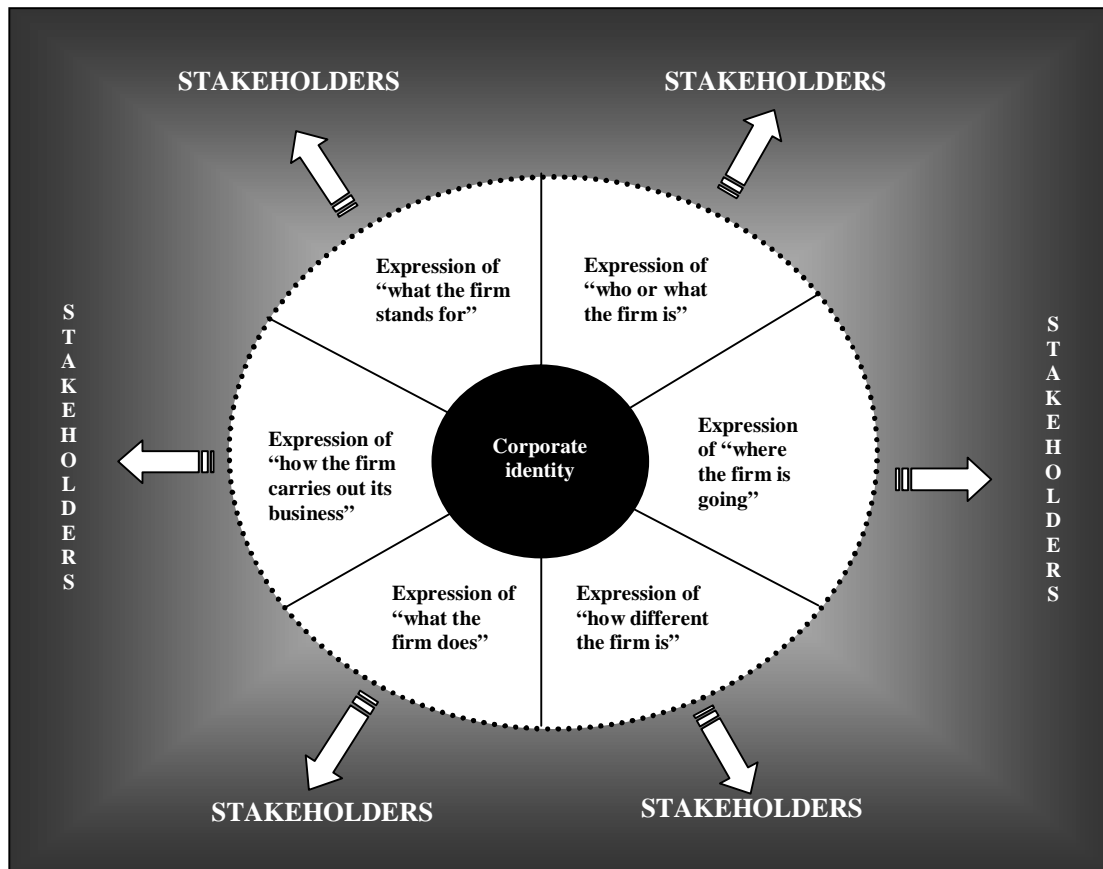 STAKEHOLDERS
STAKEHOLDERS
Expression of
“what the firm
stands for”
Expression of
“who or what
the firm is”
STAKEHOLDERS
Expression of
“how the firm
carries out its
business”
Corporate
identity
Expression
of “where
the firm is
going”
STAKEHOLDERS
Expression of
“what the
firm does”
Expression of
“how different
the firm is”
STAKEHOLDERS
STAKEHOLDERS